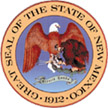 GREAT SEAL OF THE STATE OF NEW MEXICO
·1912·